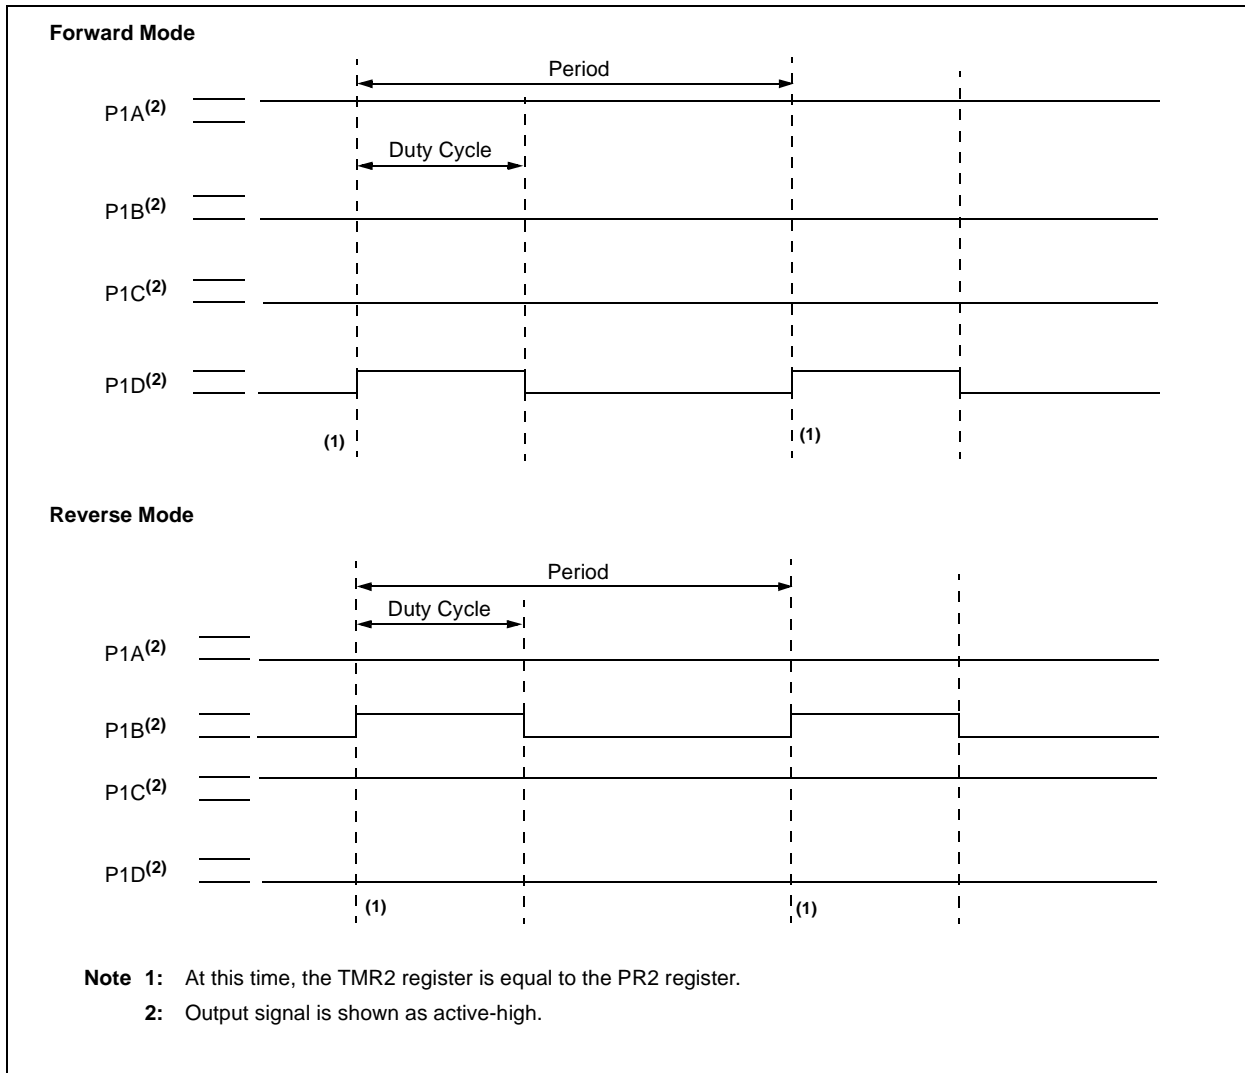 Forward Mode
Period
P1A(2)
Duty Cycle
P1B(2)
P1C(2)
P1D(2)
(1)
(1)
Reverse Mode
Period
Duty Cycle
P1A(2)
P1B(2)
P1C(2)
P1D(2)
(1)
(1)
Note 1: At this time, the TMR2 register is equal to the PR2 register.
2: Output signal is shown as active-high.